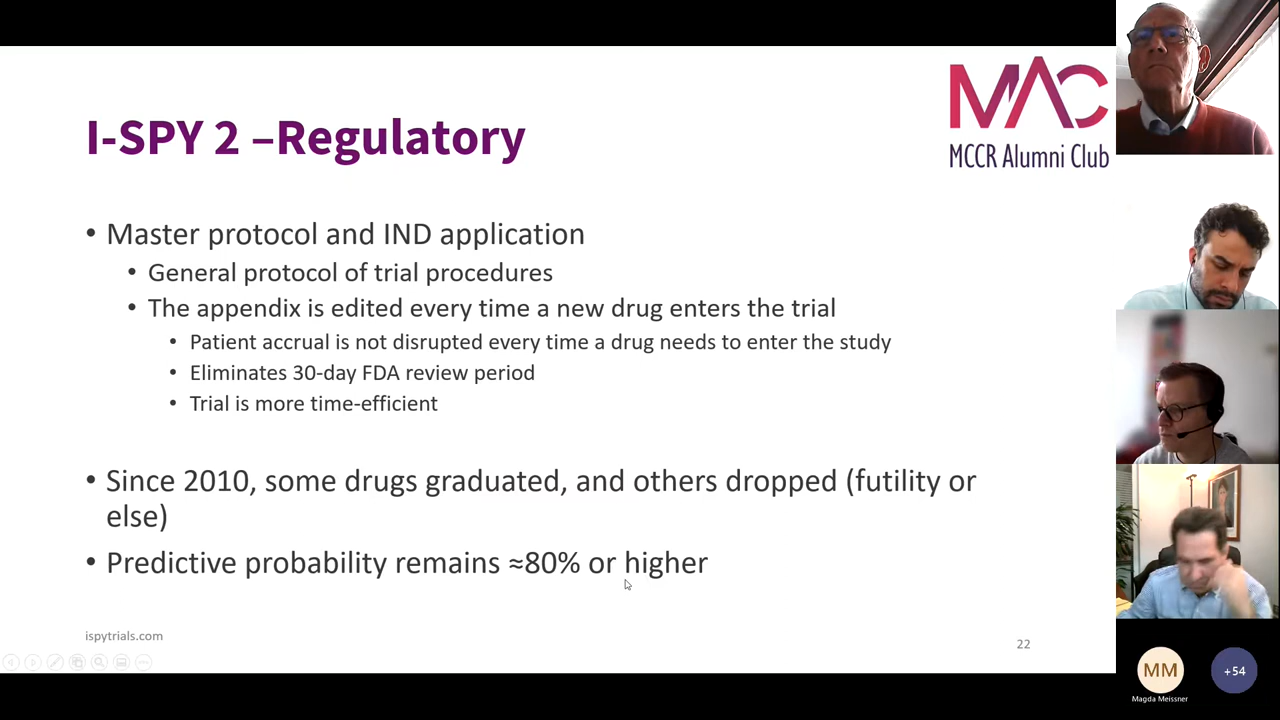 MAC
MCCR Alumni Club
I-SPY 2 –Regulatory
• Master protocol and IND application
• General protocol of trial procedures
• The appendix is edited every time a new drug enters the trial
• Patient accrual is not disrupted every time a drug needs to enter the study
• Eliminates 30-day FDA review period
• Trial is more time-efficient
• Since 2010, some drugs graduated, and others dropped (futility or
else)
• Predictive probability remains ≈80% or higher
ispytrials.com
22
MM
+54
Magda Meissner